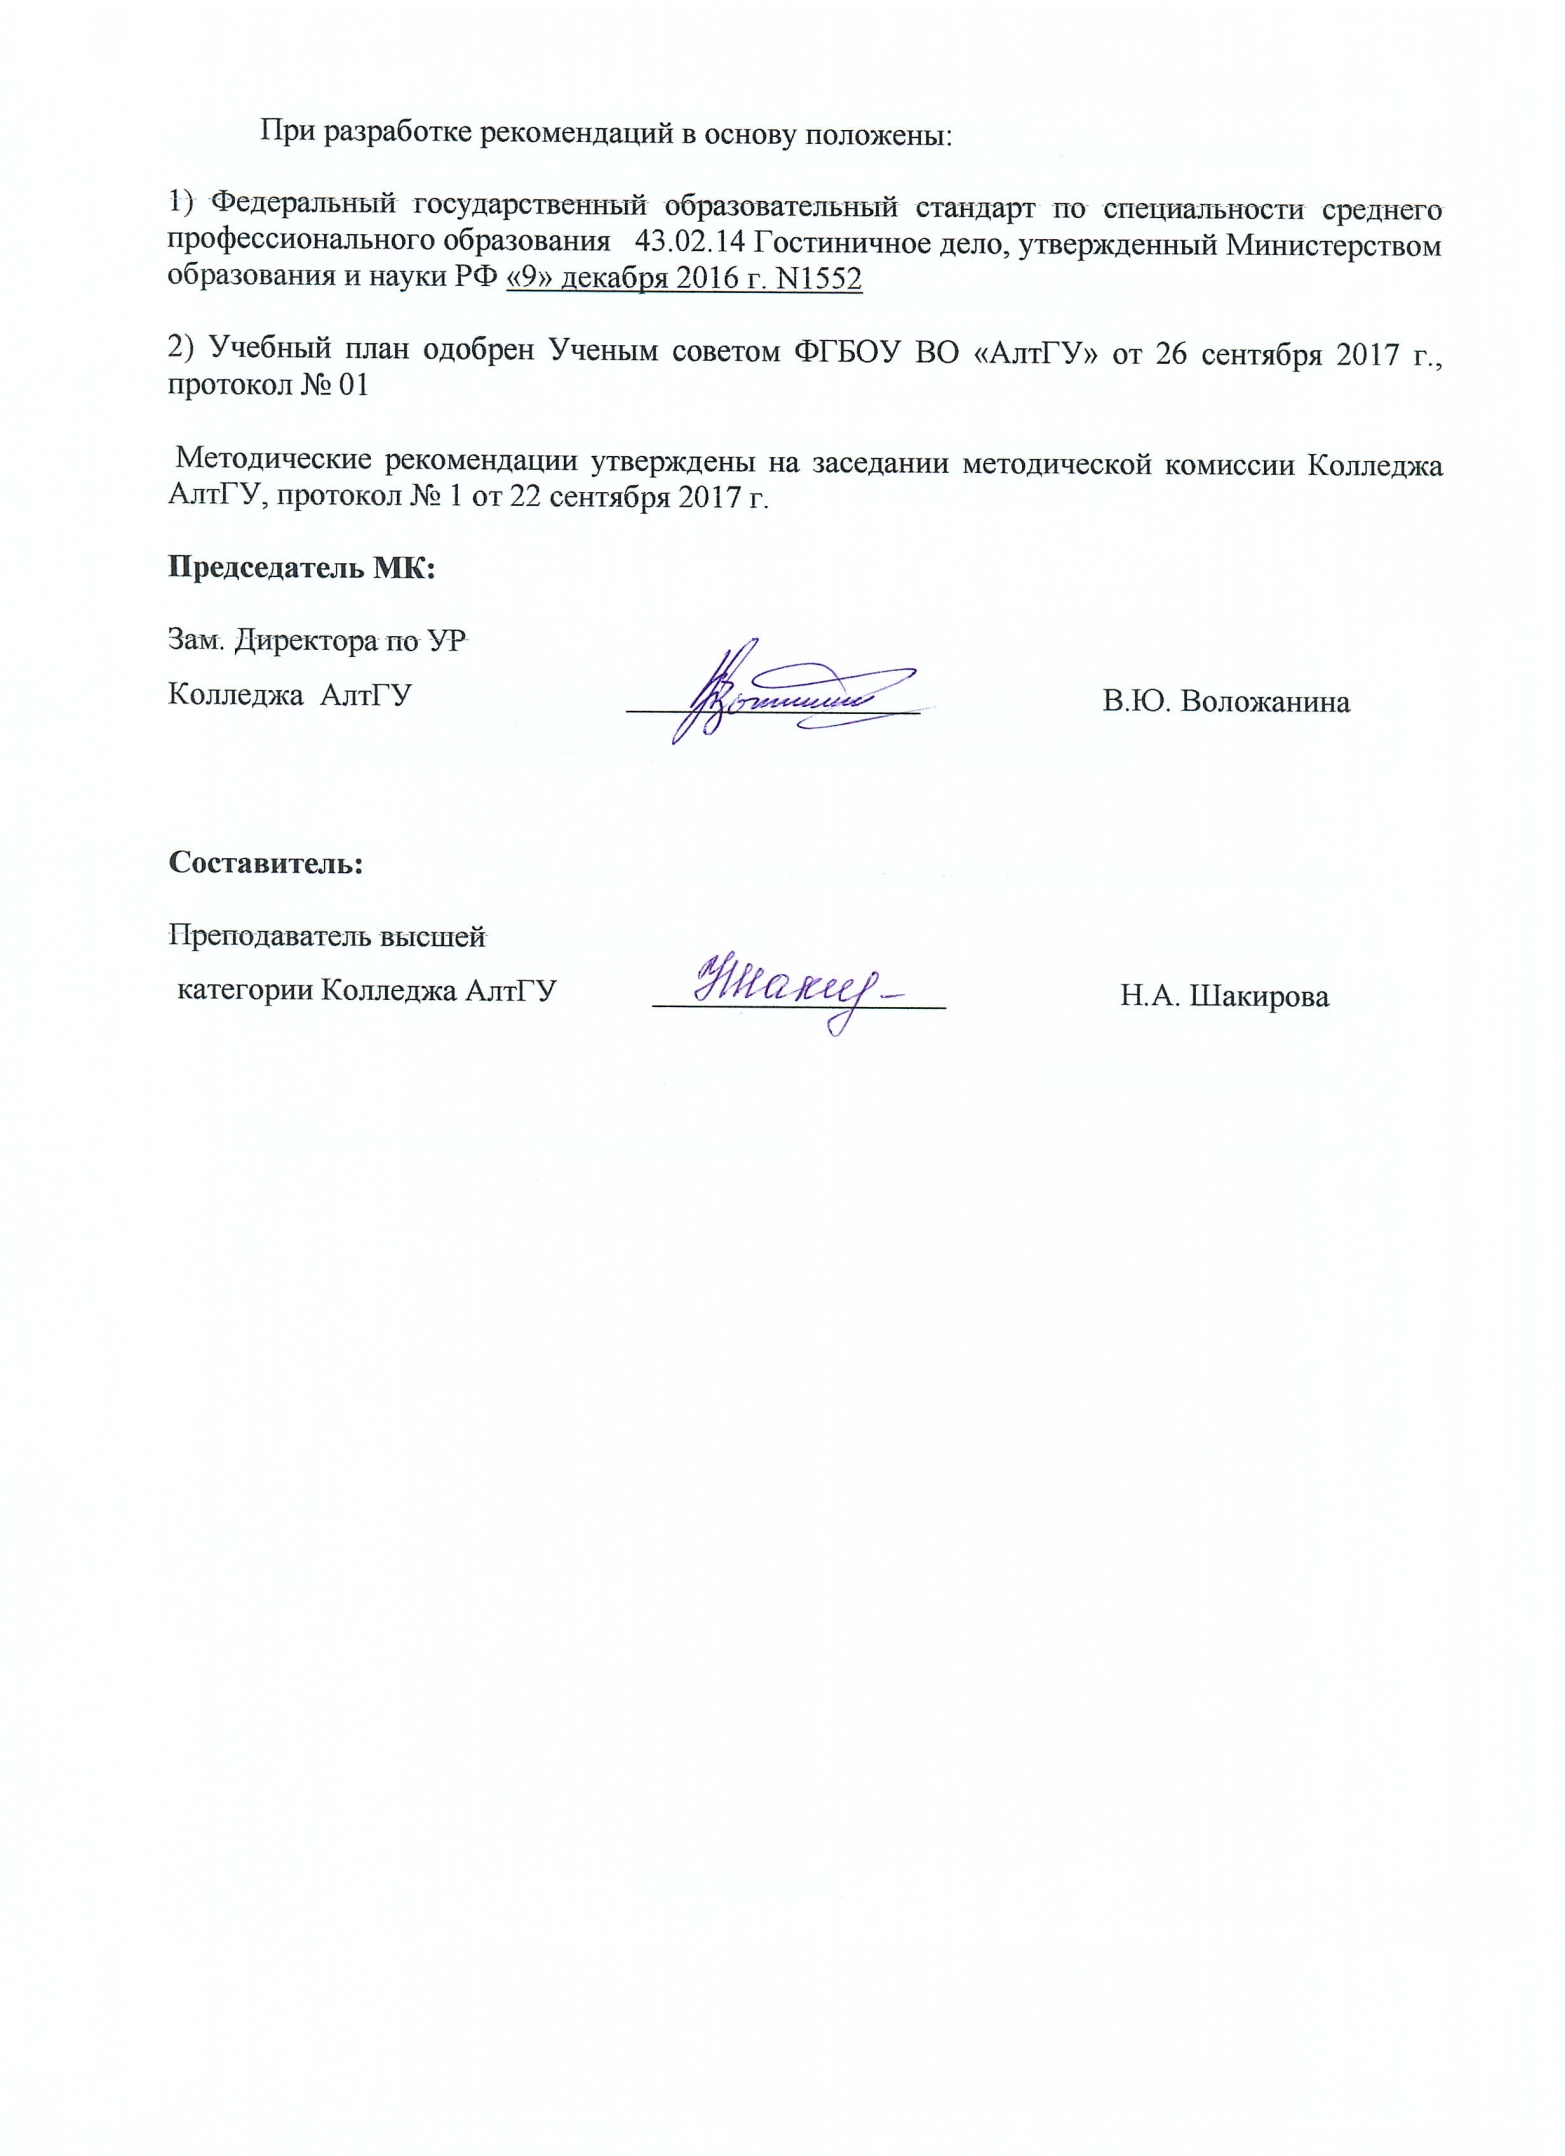 При разработке рекомендаций в основу положены:
1) Федеральный государственный образовательный стандарт по специальности среднего
профессионального образования 43.02.14 Гостиничное дело, утвержденный Министерством
образования и науки РФ «9» декабря 2016 г. N1552
2) Учебный план одобрен Ученым советом ФГБОУ ВО «АлтГУ» от 26 сентября 2017 г.,
протокол № 01
Методические рекомендации утверждены на заседании методической комиссии Колледжа
АлтГУ, протокол № 1 от 22 сентября 2017 г.
Председатель МК:
Зам. Директора по УР
Колледжа АлтГУ В.Ю. Воложанина
Составитель:
Преподаватель высшей
категории Колледжа АлтГУ Н.А. Шакирова